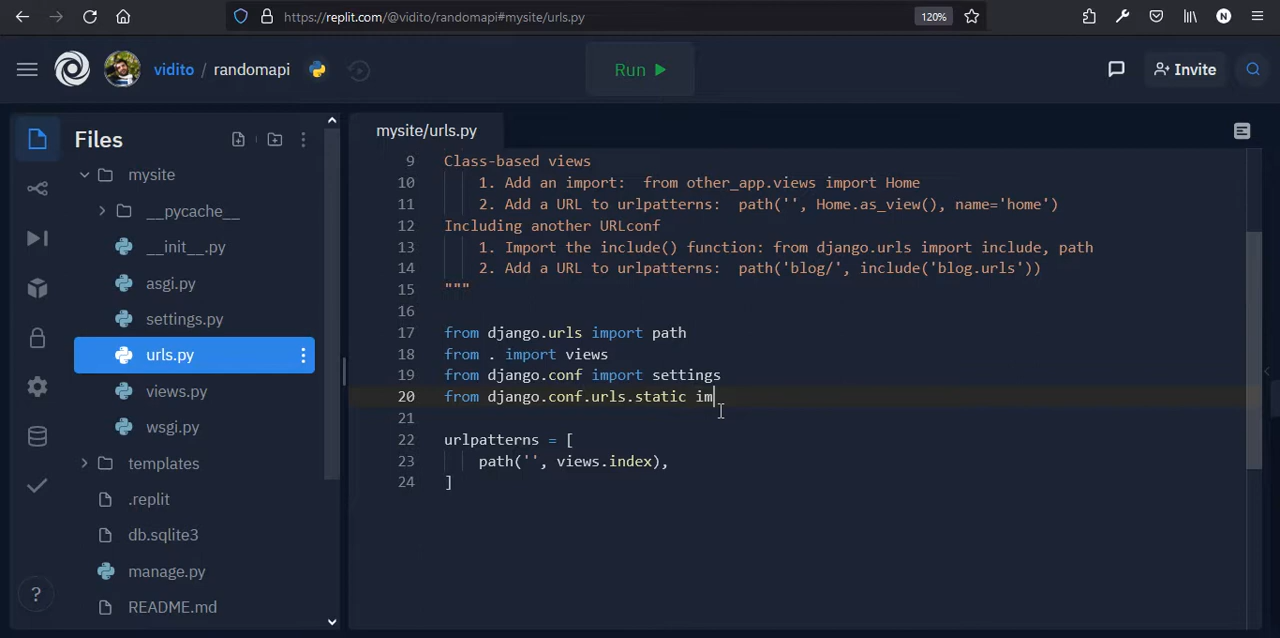 https://replit.com/@vidito/randomapi#mysite/urls.py
120%
N
vidito / randomapi
Run
Invite
Files
mysite
__pycache__
__init__.py
asgi.py
settings.py
urls.py
views.py
wsgi.py
templates
.replit
db.sqlite3
manage.py
README.md
?
mysite/urls.py
9 Class-based views
10 1. Add an import:  from other_app.views import Home
11 2. Add a URL to urlpatterns:  path('', Home.as_view(), name='home')
12 Including another URLconf
13 1. Import the include() function: from django.urls import include, path
14 2. Add a URL to urlpatterns:  path('blog/', include('blog.urls'))
15 """
16
17 from django.urls import path
18 from . import views
19 from django.conf import settings
20 from django.conf.urls.static im
21
22 urlpatterns = [
23 path('', views.index),
24 ]